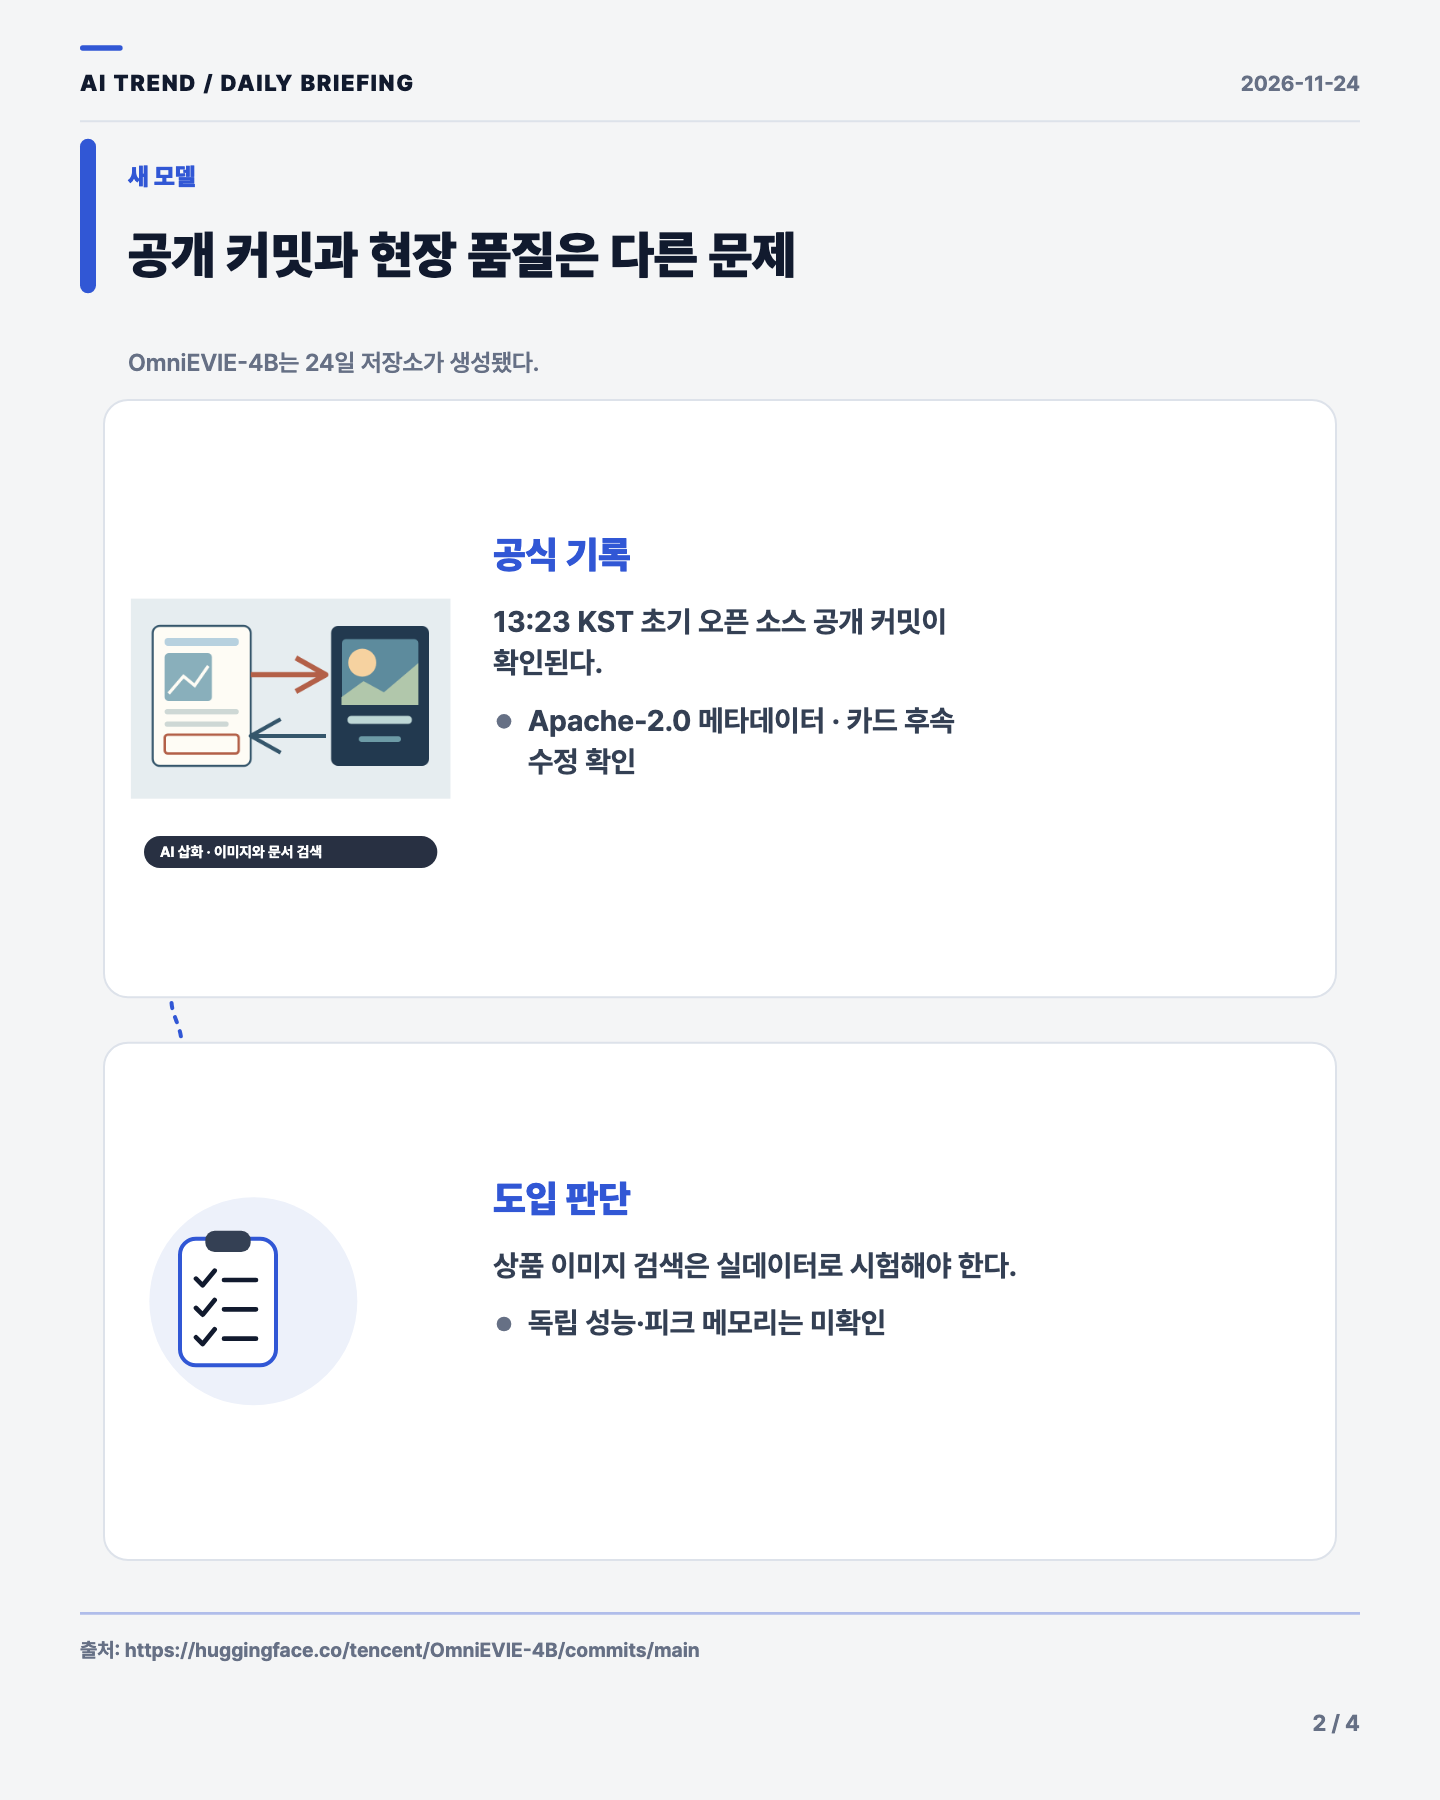 AI TREND / DAILY BRIEFING
2026-11-24
새 모델
공개 커밋과 현장 품질은 다른 문제
OmniEVIE-4B는 24일 저장소가 생성됐다.
공식 기록
13:23 KST 초기 오픈 소스 공개 커밋이
확인된다.
Apache-2.0 메타데이터 · 카드 후속
수정 확인
AI 삽화 · 이미지와 문서 검색
도입 판단
상품 이미지 검색은 실데이터로 시험해야 한다.
독립 성능·피크 메모리는 미확인
출처: https://huggingface.co/tencent/OmniEVIE-4B/commits/main
2 / 4